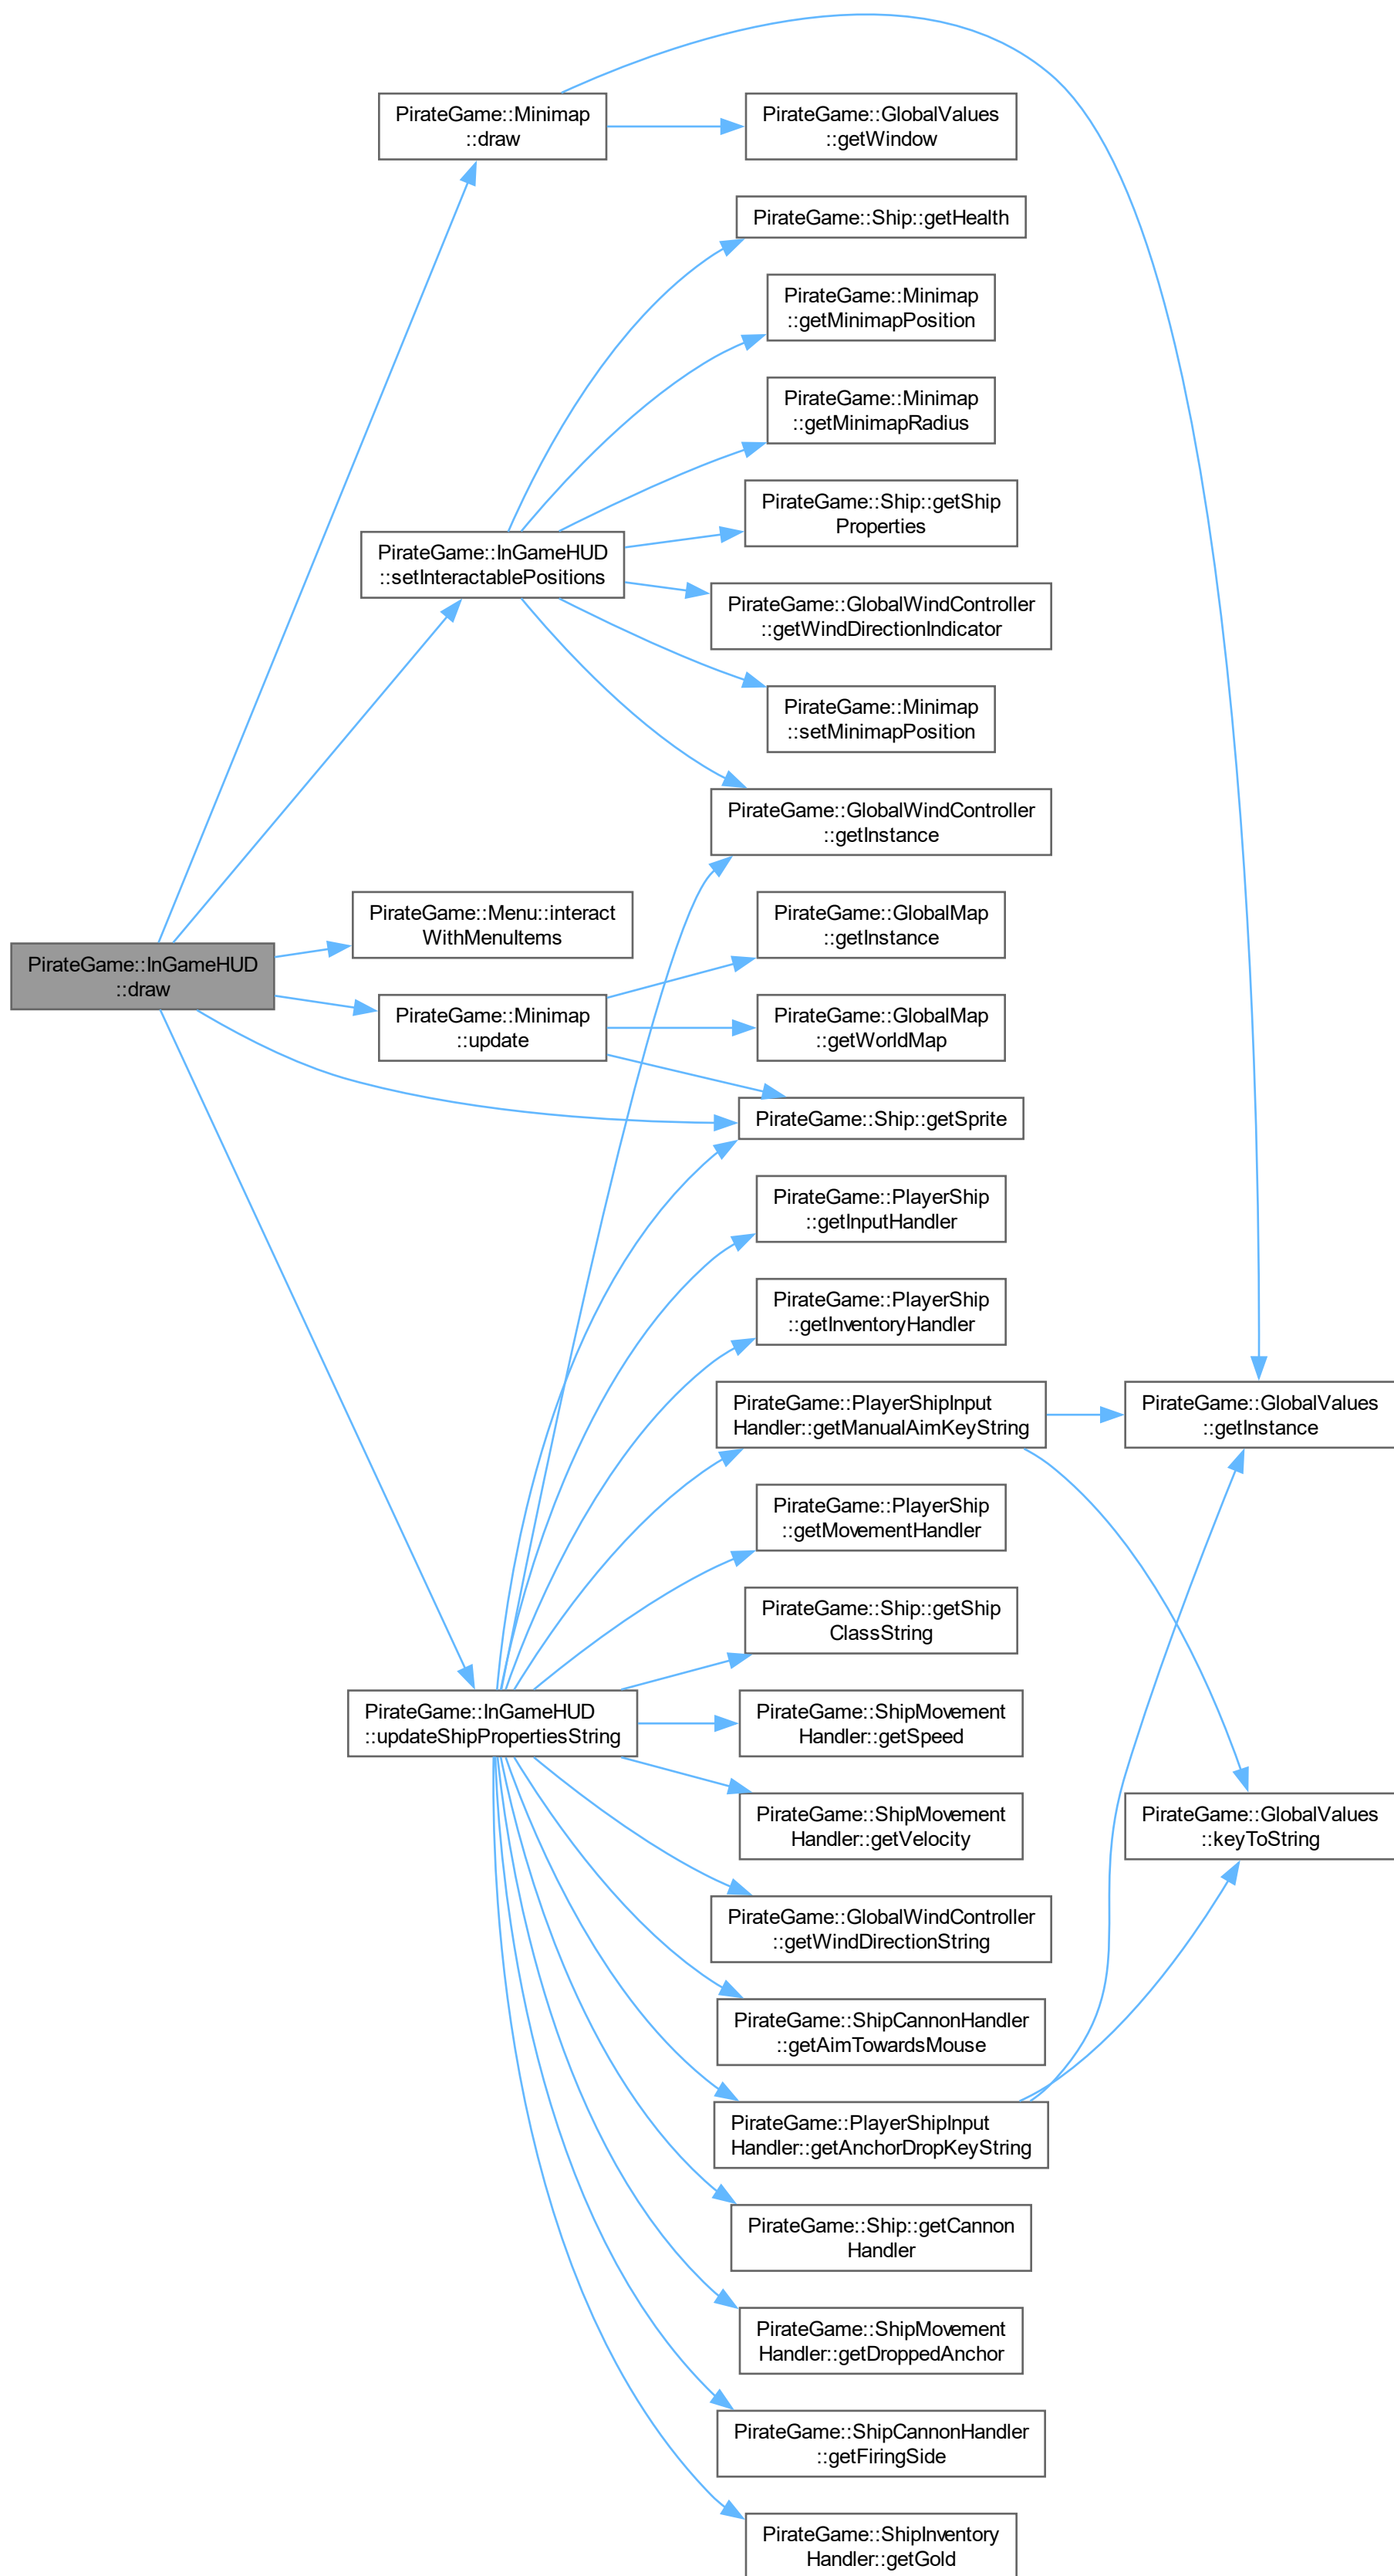 PirateGame::Minimap
::draw
PirateGame::GlobalValues
::getWindow
PirateGame::Ship::getHealth
PirateGame::Minimap
::getMinimapPosition
PirateGame::Minimap
::getMinimapRadius
PirateGame::Ship::getShip
Properties
PirateGame::InGameHUD
::setInteractablePositions
PirateGame::GlobalWindController
::getWindDirectionIndicator
PirateGame::Minimap
::setMinimapPosition
PirateGame::GlobalWindController
::getInstance
PirateGame::Menu::interact
WithMenuItems
PirateGame::GlobalMap
::getInstance
PirateGame::InGameHUD
::draw
PirateGame::Minimap
::update
PirateGame::GlobalMap
::getWorldMap
PirateGame::Ship::getSprite
PirateGame::PlayerShip
::getInputHandler
PirateGame::PlayerShip
::getInventoryHandler
PirateGame::PlayerShipInput
Handler::getManualAimKeyString
PirateGame::GlobalValues
::getInstance
PirateGame::PlayerShip
::getMovementHandler
PirateGame::Ship::getShip
ClassString
PirateGame::InGameHUD
::updateShipPropertiesString
PirateGame::ShipMovement
Handler::getSpeed
PirateGame::ShipMovement
Handler::getVelocity
PirateGame::GlobalValues
::keyToString
PirateGame::GlobalWindController
::getWindDirectionString
PirateGame::ShipCannonHandler
::getAimTowardsMouse
PirateGame::PlayerShipInput
Handler::getAnchorDropKeyString
PirateGame::Ship::getCannon
Handler
PirateGame::ShipMovement
Handler::getDroppedAnchor
PirateGame::ShipCannonHandler
::getFiringSide
PirateGame::ShipInventory
Handler::getGold